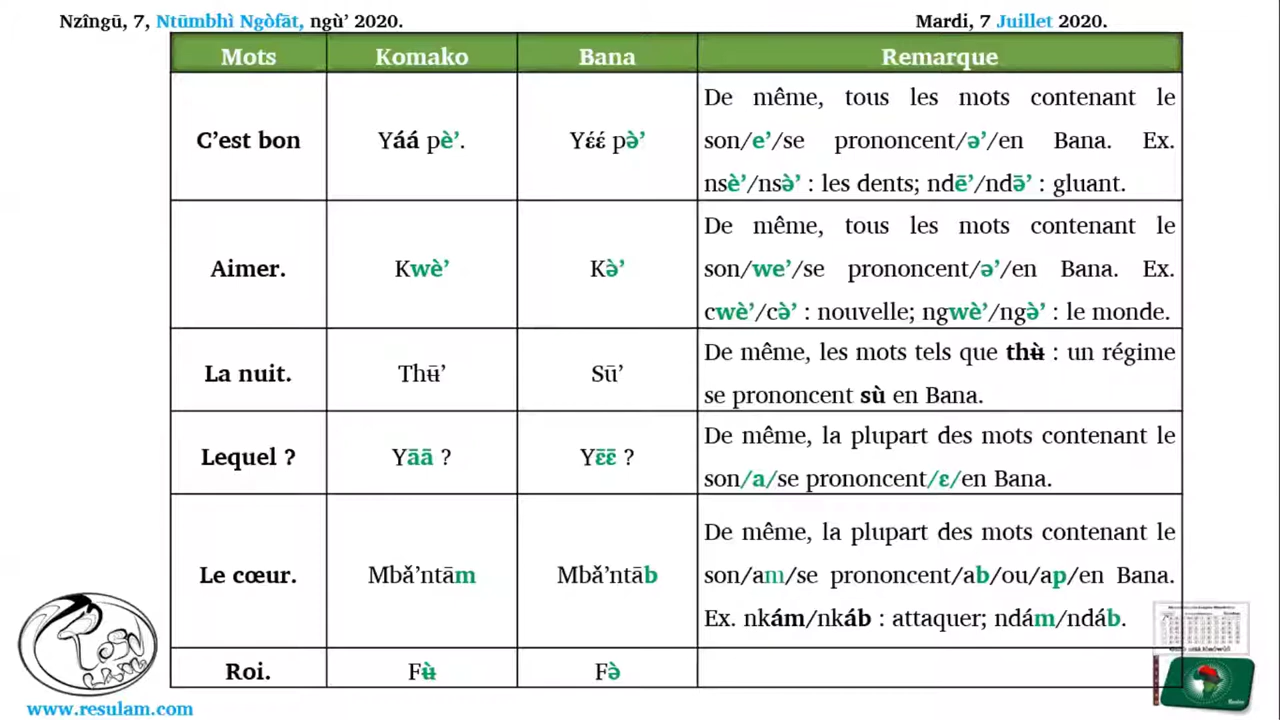 Nzîngū, 7, Ntūmbhì Ngòfāt, ngù’ 2020.
Mardi, 7 Juillet 2020.
Mots Komako Bana Remarque
C’est bon Yáá pè’. Yɛ́ɛ́ pə̀’ De même, tous les mots contenant le
son/e’/se prononcent/ə’/en Bana. Ex.
nsè’/nsə̀’ : les dents; ndē’/ndə̄’ : gluant.
Aimer. Kwè’ Kə̀’ De même, tous les mots contenant le
son/we’/se prononcent/ə’/en Bana. Ex.
cwè’/cə̀’ : nouvelle; ngwè’/ngə̀’ : le monde.
La nuit. Thʉ̄’ Sū’ De même, les mots tels que thʉ̀ : un régime
se prononcent sù en Bana.
Lequel ? Yāā ? Yɛ̄ɛ̄ ? De même, la plupart des mots contenant le
son/a/se prononcent/ɛ/en Bana.
Le cœur. Mbǎ’ntām Mbǎ’ntāb De même, la plupart des mots contenant le
son/am/se prononcent/ab/ou/ap/en Bana.
Ex. nkám/nkáb : attaquer; ndám/ndáb.
Roi. Fʉ̀ Fə̀
www.resulam.com